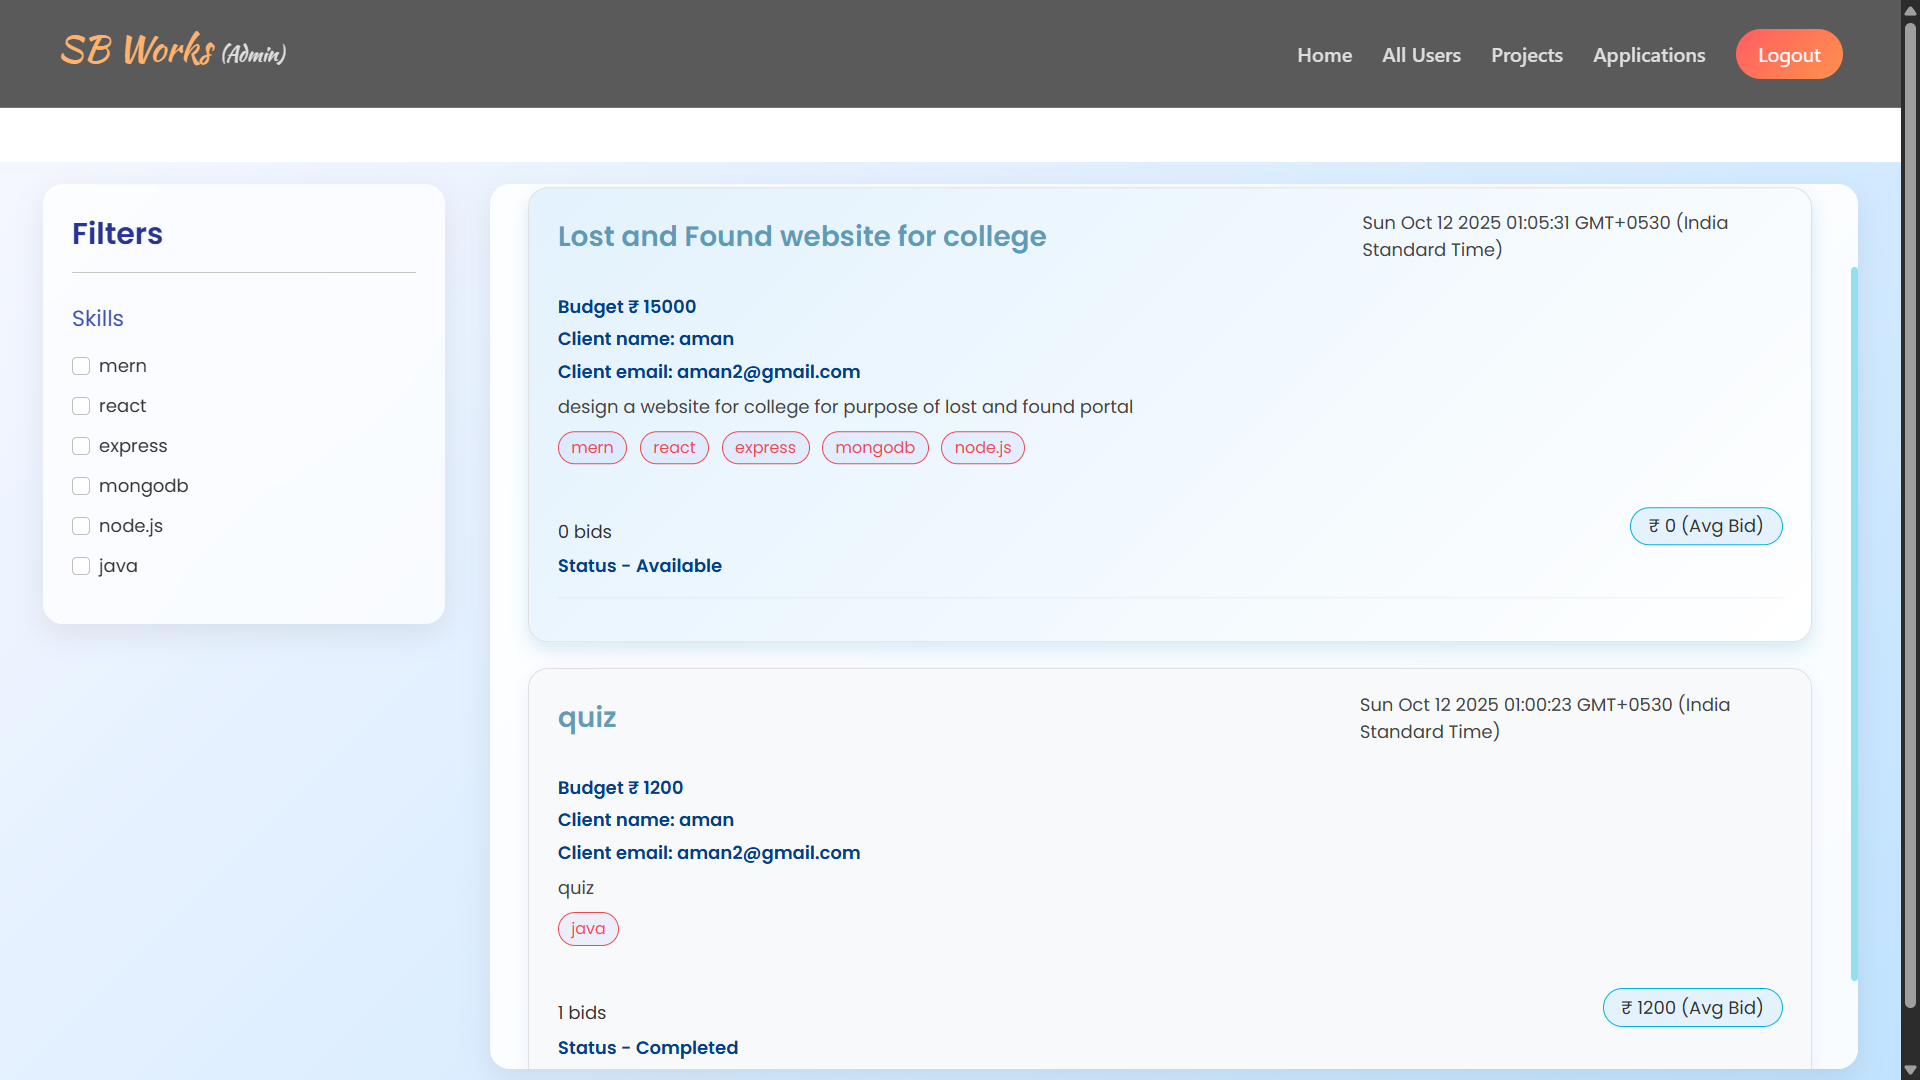 SB Works (Admin)
Home All Users Projects Applications Logout
Filters
Skills
mern
react
express
mongodb
node.js
java
Lost and Found website for college
Sun Oct 12 2025 01:05:31 GMT+0530 (India
Standard Time)
Budget ₹ 15000
Client name: aman
Client email: aman2@gmail.com
design a website for college for purpose of lost and found portal
mern react express mongodb node.js
0 bids
₹ 0 (Avg Bid)
Status - Available
quiz
Sun Oct 12 2025 01:00:23 GMT+0530 (India
Standard Time)
Budget ₹ 1200
Client name: aman
Client email: aman2@gmail.com
quiz
java
1 bids
₹ 1200 (Avg Bid)
Status - Completed